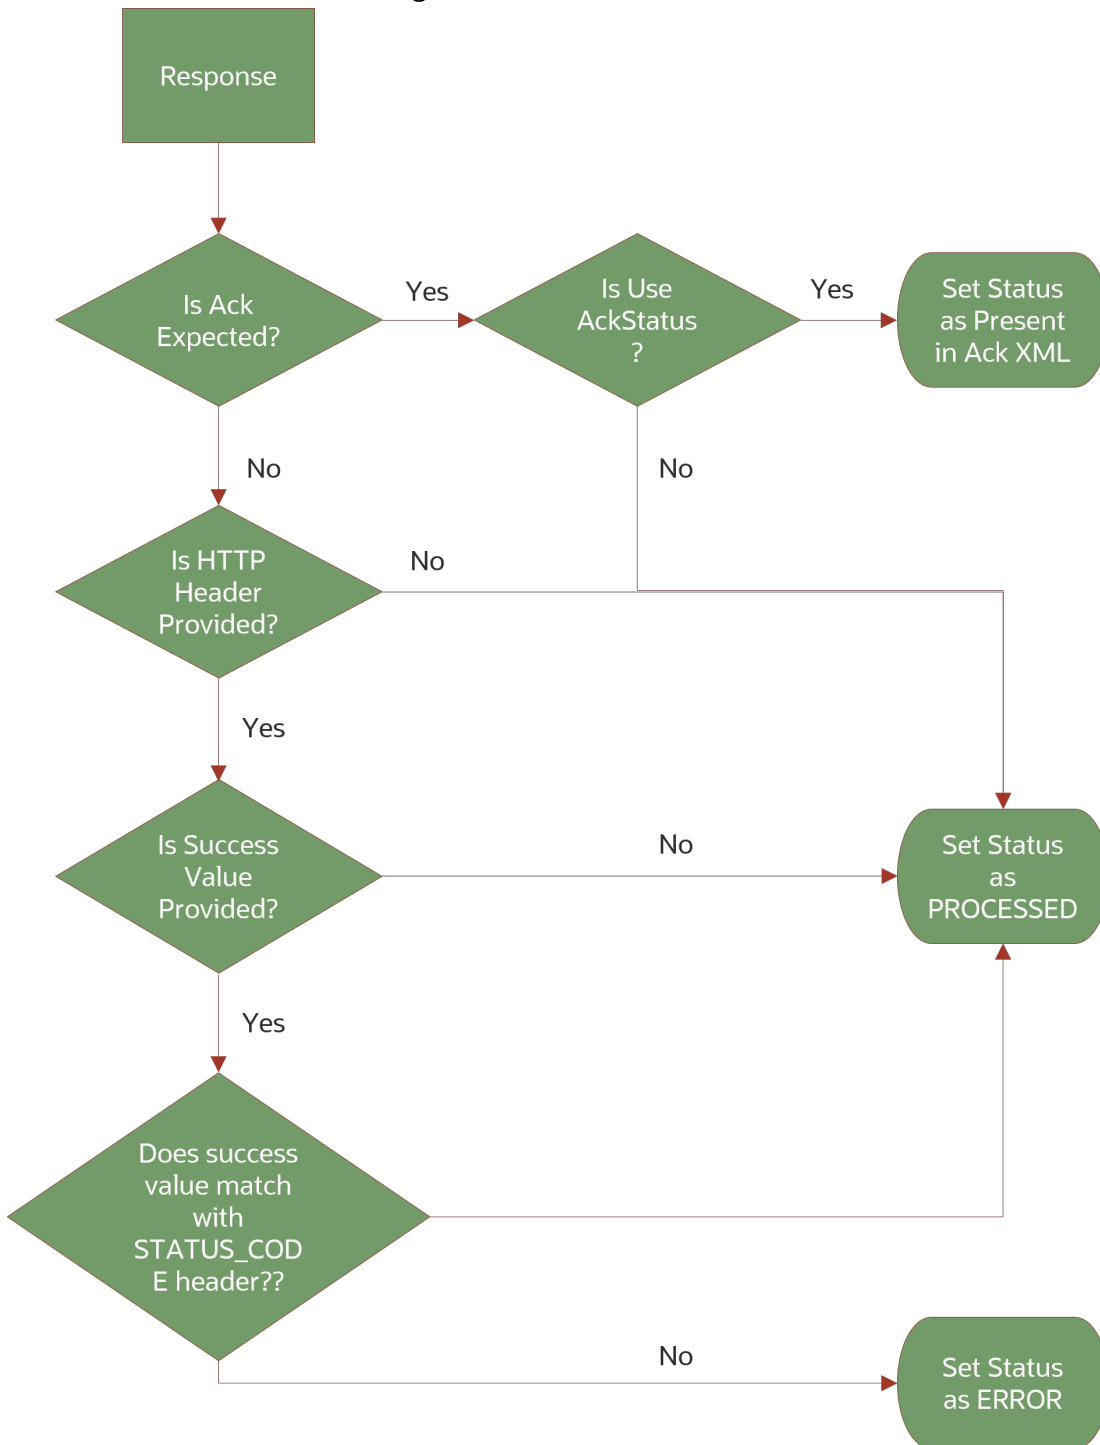 Response
Is Ack
Expected?
Yes
Is Use
AckStatus
?
Yes
Set Status
as Present
in Ack XML
No
No
Is HTTP
Header
Provided?
No
Yes
Is Success
Value
Provided?
No
Set Status
as
PROCESSED
Yes
Does success
value match
with
STATUS_COD
E header??
No
Set Status
as ERROR